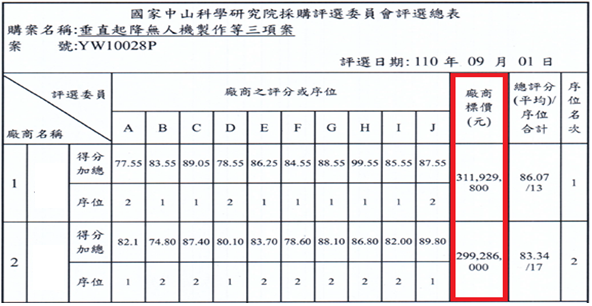 國家中山科學研究院採購評選委員會評選總表
購案名稱:垂直起降無人機製作等三項案
案 號:YW10028P
評選日期:110 年 09 月 01 日
評選委員 廠商之評分或序位 廠商標價(元) 總評分(平均)/序位合計 序位名次
廠商名稱 A B C D E F G H I J
1 得分加總 77.55 83.55 89.05 78.55 86.25 84.55 88.55 99.55 85.55 87.55 311,929,800 86.07/13 1
序位 2 1 1 2 1 1 1 1 1 2
2 得分加總 82.1 74.80 87.40 80.10 83.70 78.60 88.10 86.80 82.00 89.80 299,286,000 83.34/17 2
序位 1 2 2 1 2 2 2 2 2 1